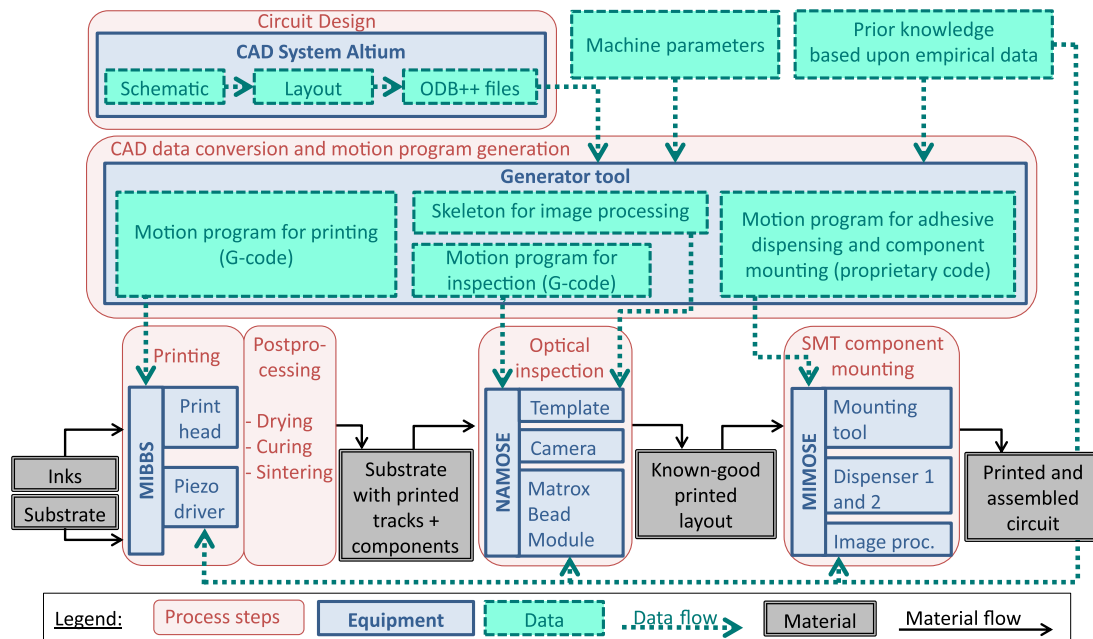 Circuit Design
CAD System Altium
Schematic
Layout
ODB++ files
Machine parameters
Prior knowledge
based upon empirical data
CAD data conversion and motion program generation
Generator tool
Motion program for printing
(G-code)
Skeleton for image processing
Motion program for
inspection (G-code)
Motion program for adhesive
dispensing and component
mounting (proprietary code)
Printing
MIBBS
Print
head
Piezo
driver
Postpro-
cessing
- Drying
- Curing
- Sintering
Inks
Substrate
Substrate
with printed
tracks +
components
Optical
inspection
NAMOSE
Template
Camera
Matrox
Bead
Module
Known-good
printed
layout
SMT component
mounting
MIMOSE
Mounting
tool
Dispenser 1
and 2
Image proc.
Printed and
assembled
circuit
Legend:
Process steps
Equipment
Data
Data flow
Material
Material flow